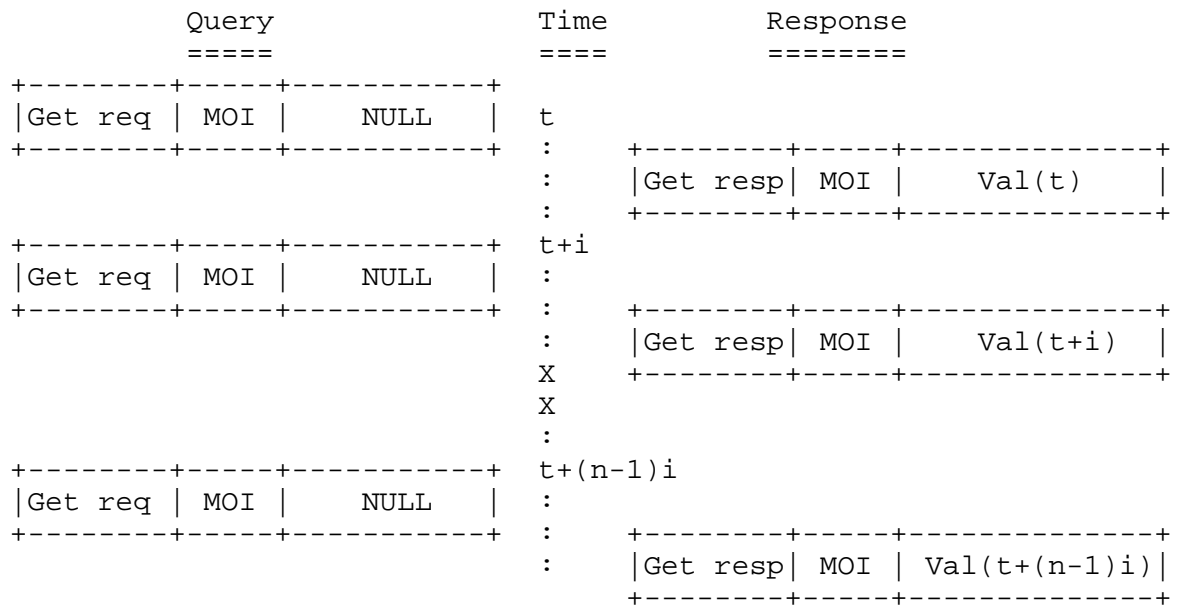 Query                 Time         Response
        =====                 ====         ========
+--------+-----+-----------+
|Get req | MOI |    NULL   |  t
+--------+-----+-----------+  :    +--------+-----+--------------+
                              :    |Get resp| MOI |    Val(t)    |
                              :    +--------+-----+--------------+
+--------+-----+-----------+  t+i
|Get req | MOI |    NULL   |  :
+--------+-----+-----------+  :    +--------+-----+--------------+
                              :    |Get resp| MOI |    Val(t+i)  |
                              X    +--------+-----+--------------+
                              X
                              :
+--------+-----+-----------+  t+(n-1)i
|Get req | MOI |    NULL   |  :
+--------+-----+-----------+  :    +--------+-----+--------------+
                              :    |Get resp| MOI | Val(t+(n-1)i)|
                                   +--------+-----+--------------+